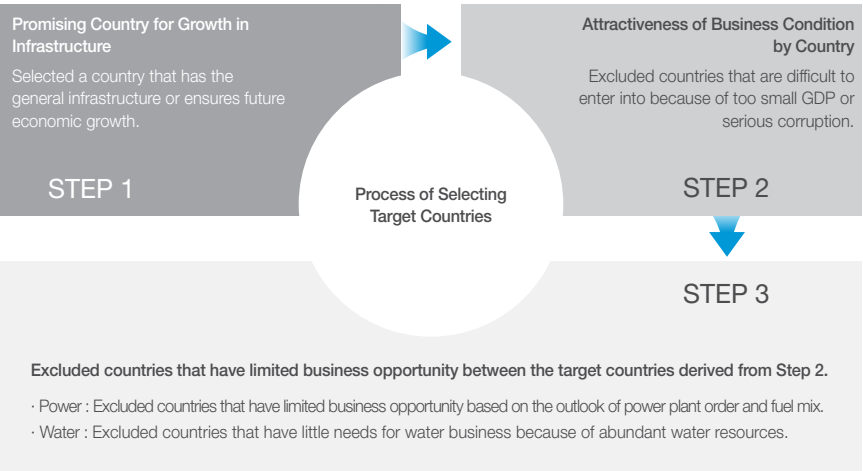 Promising Country for Growth in
Infrastructure
Selected a country that has the
general infrastructure or ensures future
economic growth.
STEP 1
Attractiveness of Business Condition
by Country
Excluded countries that are difficult to
enter into because of too small GDP or
serious corruption.
STEP 2
Process of Selecting
Target Countries
STEP 3
Excluded countries that have limited business opportunity between the target countries derived from Step 2.
· Power : Excluded countries that have limited business opportunity based on the outlook of power plant order and fuel mix.
· Water : Excluded countries that have little needs for water business because of abundant water resources.